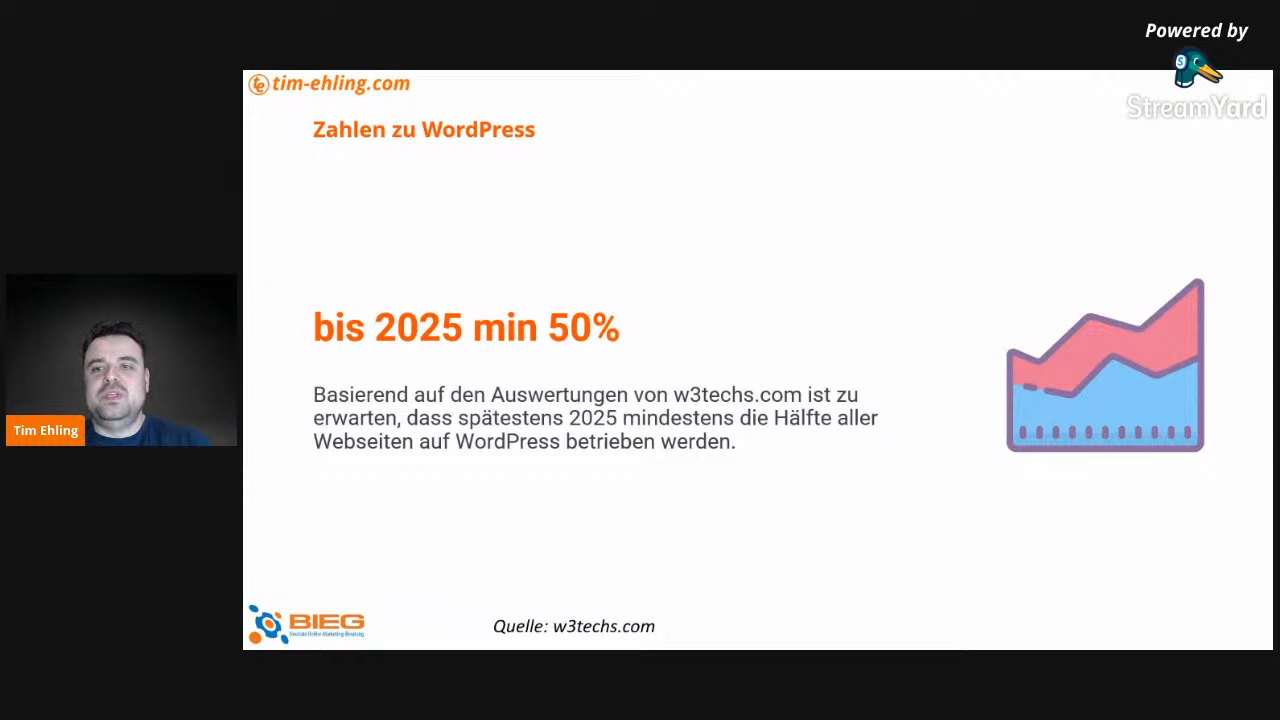 Powered by
StreamYard
tim-ehling.com
Zahlen zu WordPress
bis 2025 min 50%
Basierend auf den Auswertungen von w3techs.com ist zu
erwarten, dass spätestens 2025 mindestens die Hälfte aller
Webseiten auf WordPress betrieben werden.
Tim Ehling
BIEG
Quelle: w3techs.com